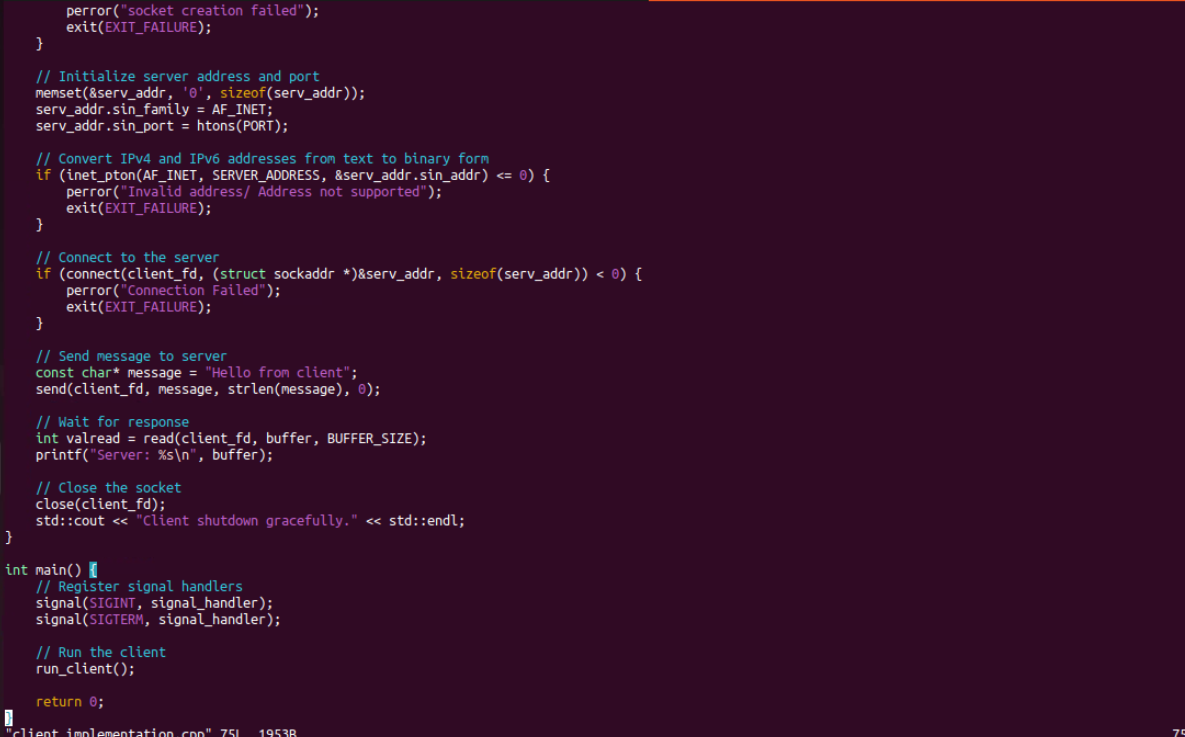 perror("socket creation failed");
        exit(EXIT_FAILURE);
    }

    // Initialize server address and port
    memset(&serv_addr, '0', sizeof(serv_addr));
    serv_addr.sin_family = AF_INET;
    serv_addr.sin_port = htons(PORT);

    // Convert IPv4 and IPv6 addresses from text to binary form
    if (inet_pton(AF_INET, SERVER_ADDRESS, &serv_addr.sin_addr) <= 0) {
        perror("Invalid address/ Address not supported");
        exit(EXIT_FAILURE);
    }

    // Connect to the server
    if (connect(client_fd, (struct sockaddr *)&serv_addr, sizeof(serv_addr)) < 0) {
        perror("Connection Failed");
        exit(EXIT_FAILURE);
    }

    // Send message to server
    const char* message = "Hello from client";
    send(client_fd, message, strlen(message), 0);

    // Wait for response
    int valread = read(client_fd, buffer, BUFFER_SIZE);
    printf("Server: %s\n", buffer);

    // Close the socket
    close(client_fd);
    std::cout << "Client shutdown gracefully." << std::endl;
}

int main() {
    // Register signal handlers
    signal(SIGINT, signal_handler);
    signal(SIGTERM, signal_handler);

    // Run the client
    run_client();

    return 0;
}
"client_implementation.cpp" 75L, 1953B 75